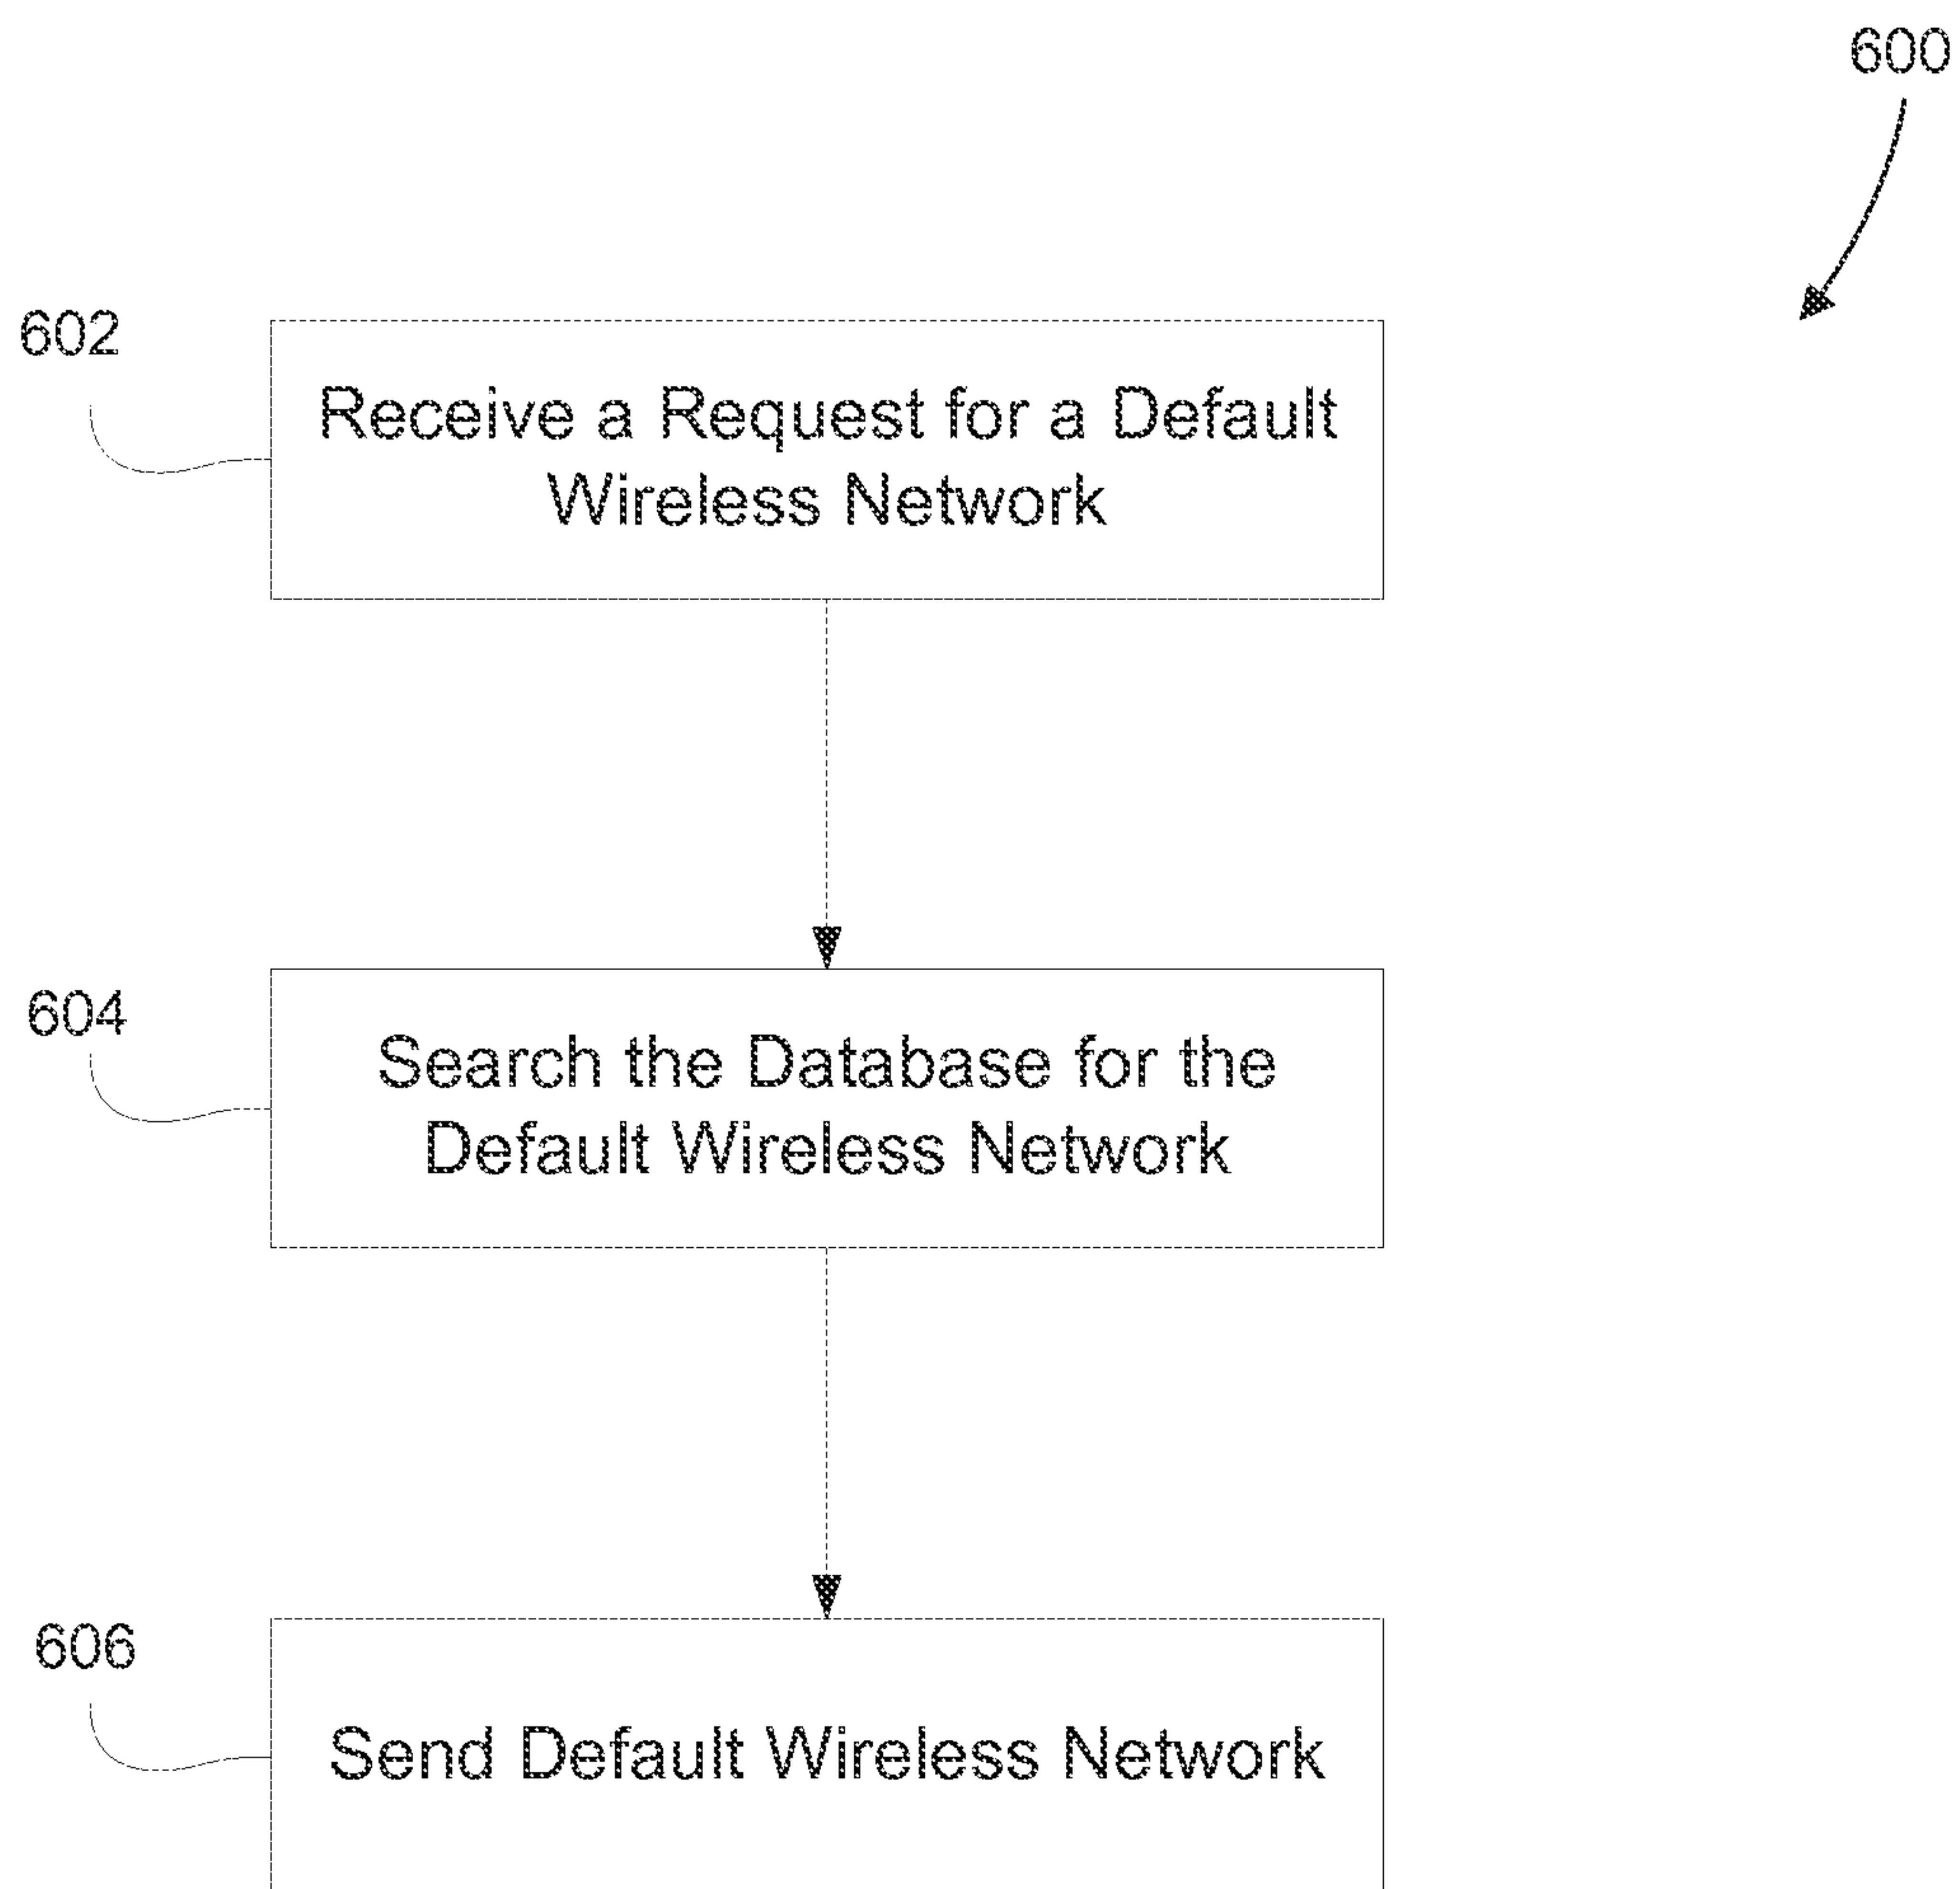 600
602
Receive a Request for a Default
Wireless Network
604
Search the Database for the
Default Wireless Network
606
Send Default Wireless Network